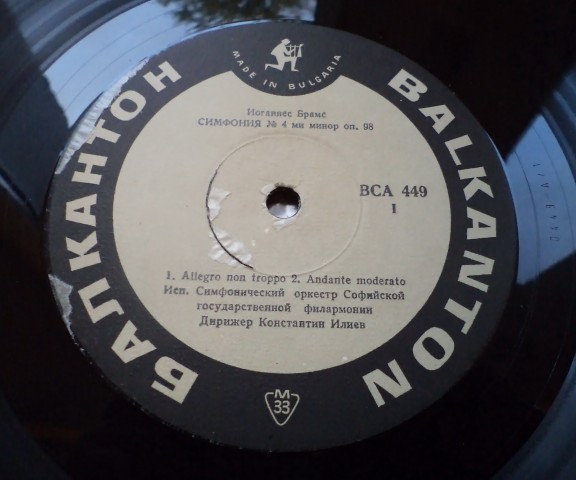 БАЛКАНТОН
BALKANTON
MADE IN BULGARIA
Иоганнес Брамс
СИМФОНИЯ № 4 ми минор оп. 98
ВСА 449
I
1. Allegro non troppo 2. Andante moderato
Исп. Симфонический оркестр Софийской
государственной филармонии
Дирижер Константин Илиев
M
33